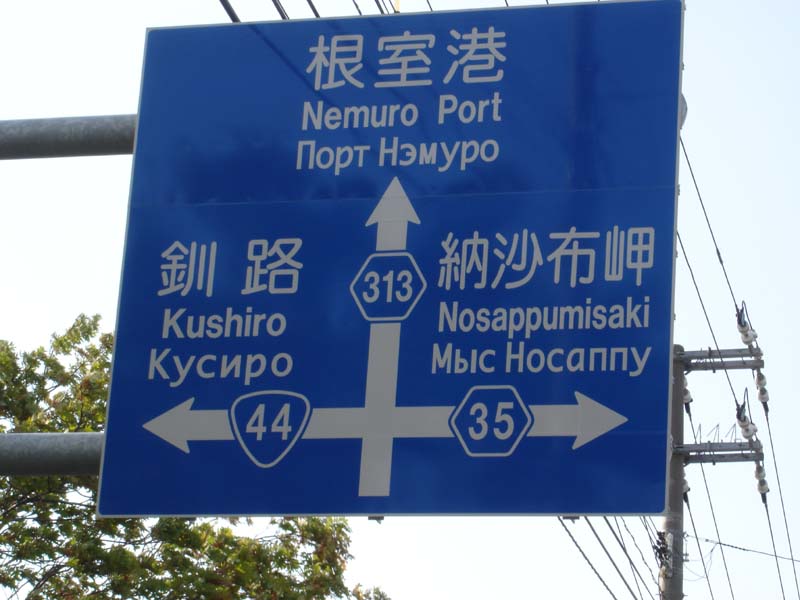 根室港
Nemuro Port
Порт Нэмуро
釧路
Kushiro
Кусиро
313
納沙布岬
Nosappumisaki
Мыс Носаппу
44
35